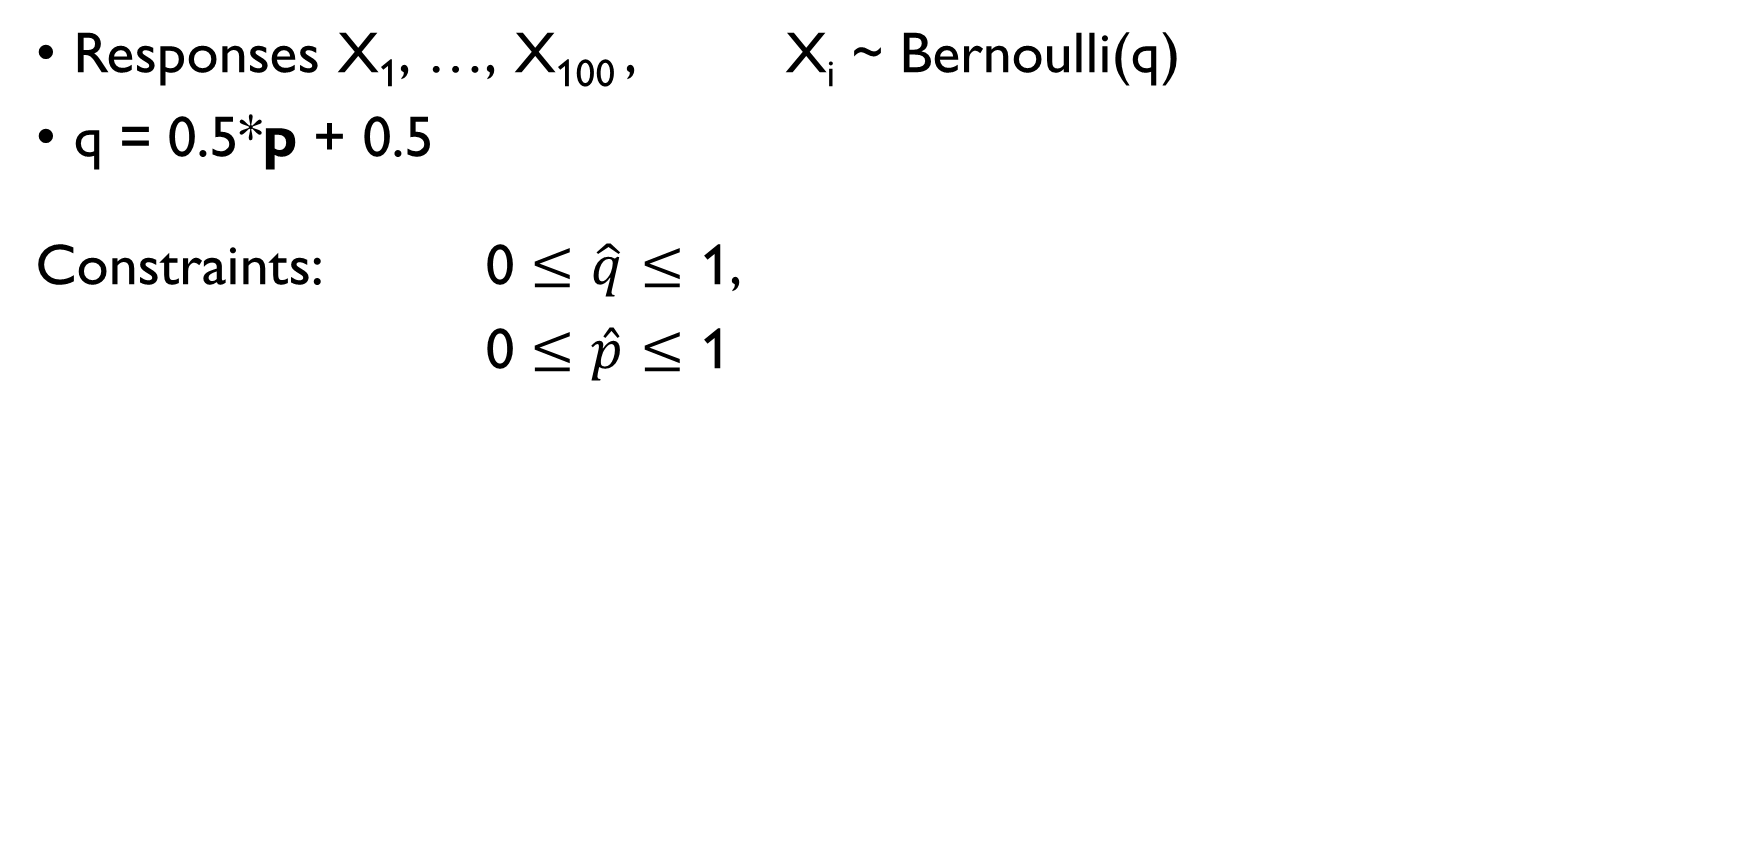 • Responses X₁, …, X₁₀₀ , Xᵢ ~ Bernoulli(q)
• q = 0.5*p + 0.5
Constraints: 0 ≤ q̂ ≤ 1,
0 ≤ p̂ ≤ 1